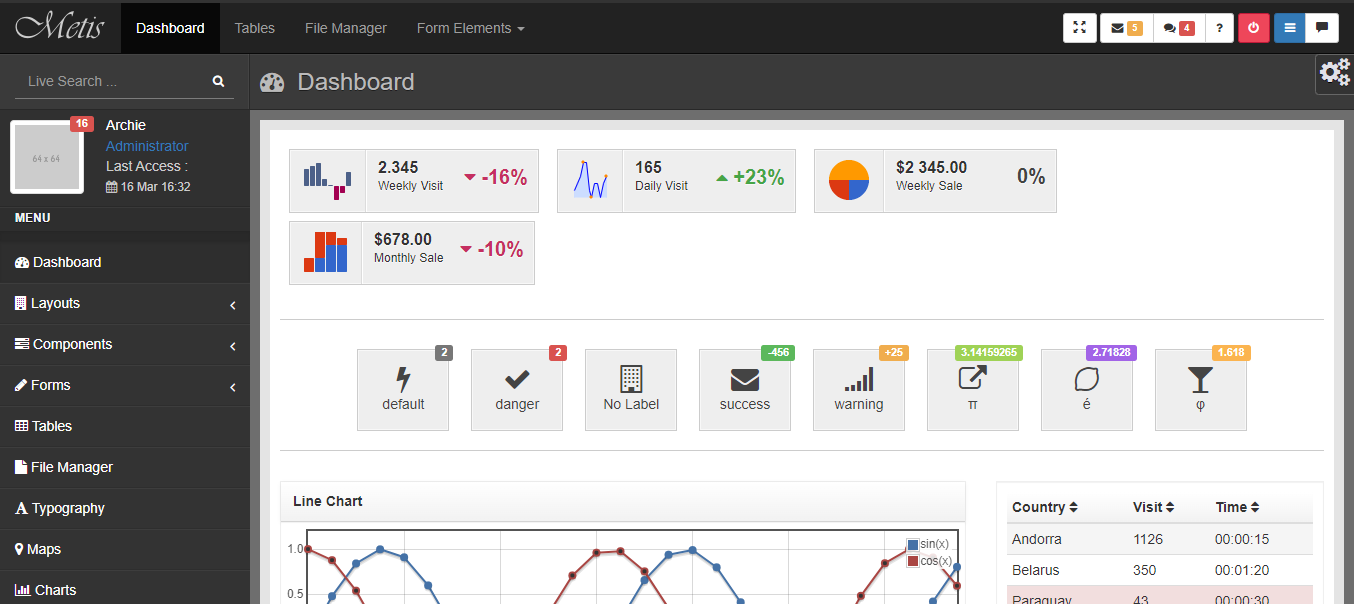 Metis
Dashboard
Tables
File Manager
Form Elements
5
4
?
Live Search ...
Dashboard
64 x 64
16
Archie
Administrator
Last Access :
16 Mar 16:32
MENU
Dashboard
Layouts
Components
Forms
Tables
File Manager
Typography
Maps
Charts
2.345
Weekly Visit
-16%
165
Daily Visit
+23%
$2 345.00
Weekly Sale
0%
$678.00
Monthly Sale
-10%
2
default
2
danger
No Label
-456
success
+25
warning
3.14159265
π
2.71828
é
1.618
φ
Line Chart
1.0
0.5
sin(x)
cos(x)
Country Visit Time
Andorra 1126 00:00:15
Belarus 350 00:01:20
Paraguay 43 00:00:30